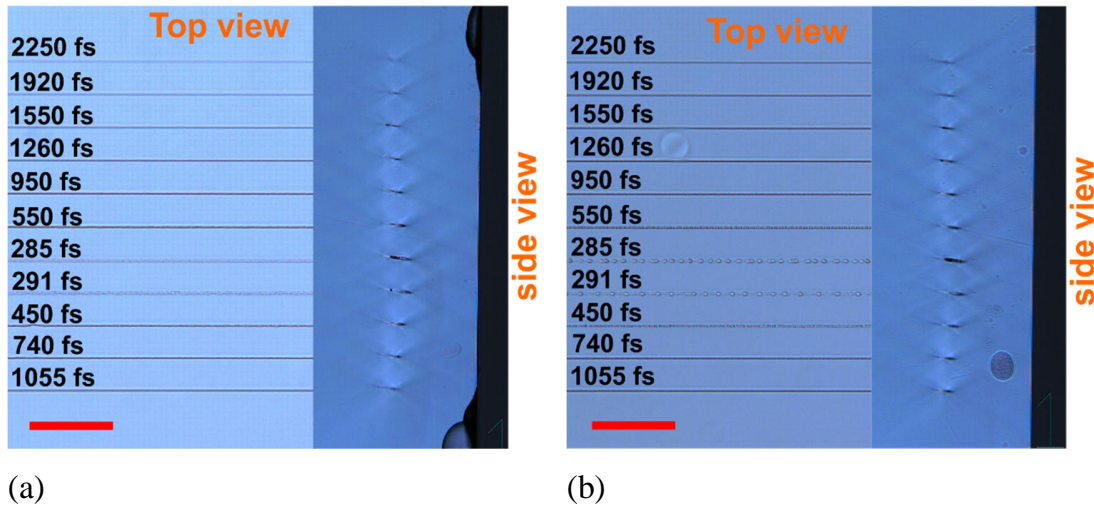 Top view
2250 fs
1920 fs
1550 fs
1260 fs
950 fs
550 fs
285 fs
291 fs
450 fs
740 fs
1055 fs
side view
(a)
Top view
2250 fs
1920 fs
1550 fs
1260 fs
950 fs
550 fs
285 fs
291 fs
450 fs
740 fs
1055 fs
side view
(b)